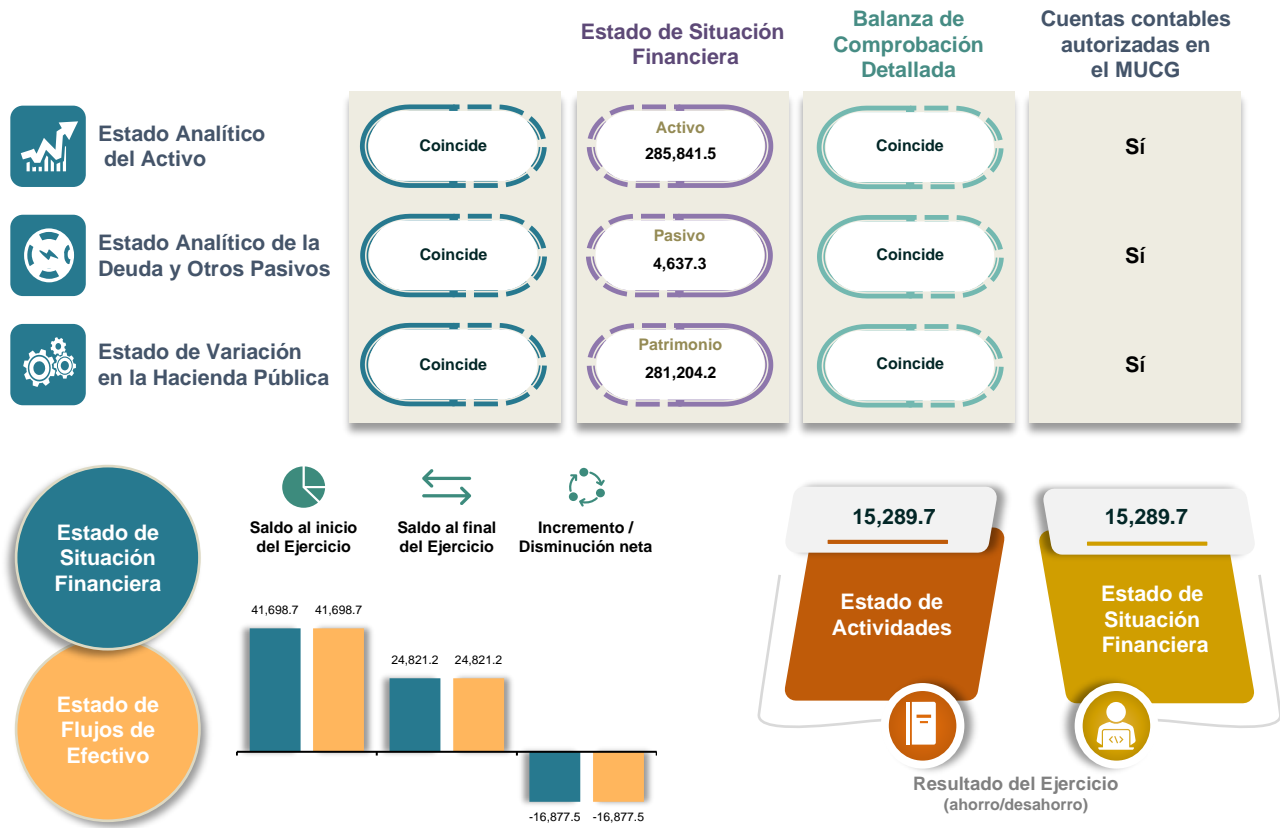 Estado de Situación
Financiera
Balanza de
Comprobación
Detallada
Cuentas contables
autorizadas en
el MUCG
Estado Analítico
del Activo
Coincide
Activo
285,841.5
Coincide
Sí
Estado Analítico de la
Deuda y Otros Pasivos
Coincide
Pasivo
4,637.3
Coincide
Sí
Estado de Variación
en la Hacienda Pública
Coincide
Patrimonio
281,204.2
Coincide
Sí
Estado de
Situación
Financiera
Estado de
Flujos de
Efectivo
Saldo al inicio
del Ejercicio
Saldo al final
del Ejercicio
Incremento /
Disminución neta
41,698.7 41,698.7
24,821.2 24,821.2
-16,877.5 -16,877.5
15,289.7
Estado de
Actividades
15,289.7
Estado de
Situación
Financiera
Resultado del Ejercicio
(ahorro/desahorro)